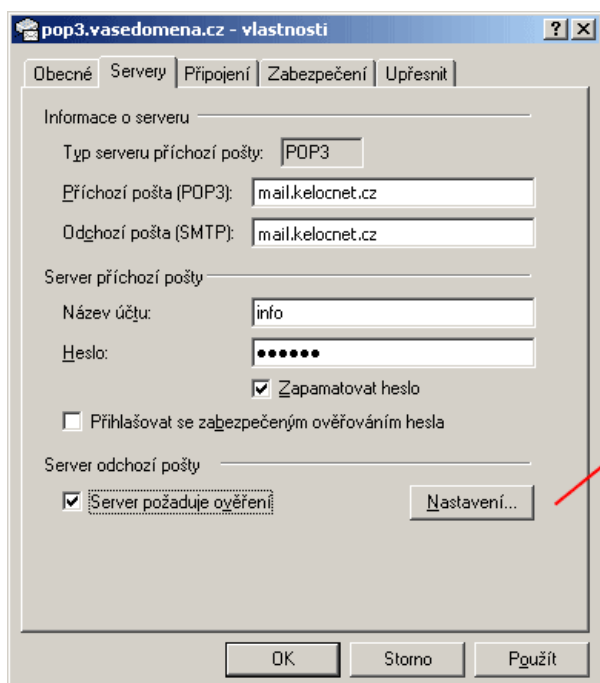 pop3.vasedomena.cz - vlastnosti
Obecné Servery Připojení Zabezpečení Upřesnit
Informace o serveru
Typ serveru příchozí pošty: POP3
Příchozí pošta (POP3): mail.kelocnet.cz
Odchozí pošta (SMTP): mail.kelocnet.cz
Server příchozí pošty
Název účtu: info
Heslo: ●●●●●●
Zapamatovat heslo
Přihlašovat se zabezpečeným ověřováním hesla
Server odchozí pošty
Server požaduje ověření Nastavení...
OK Storno Použít